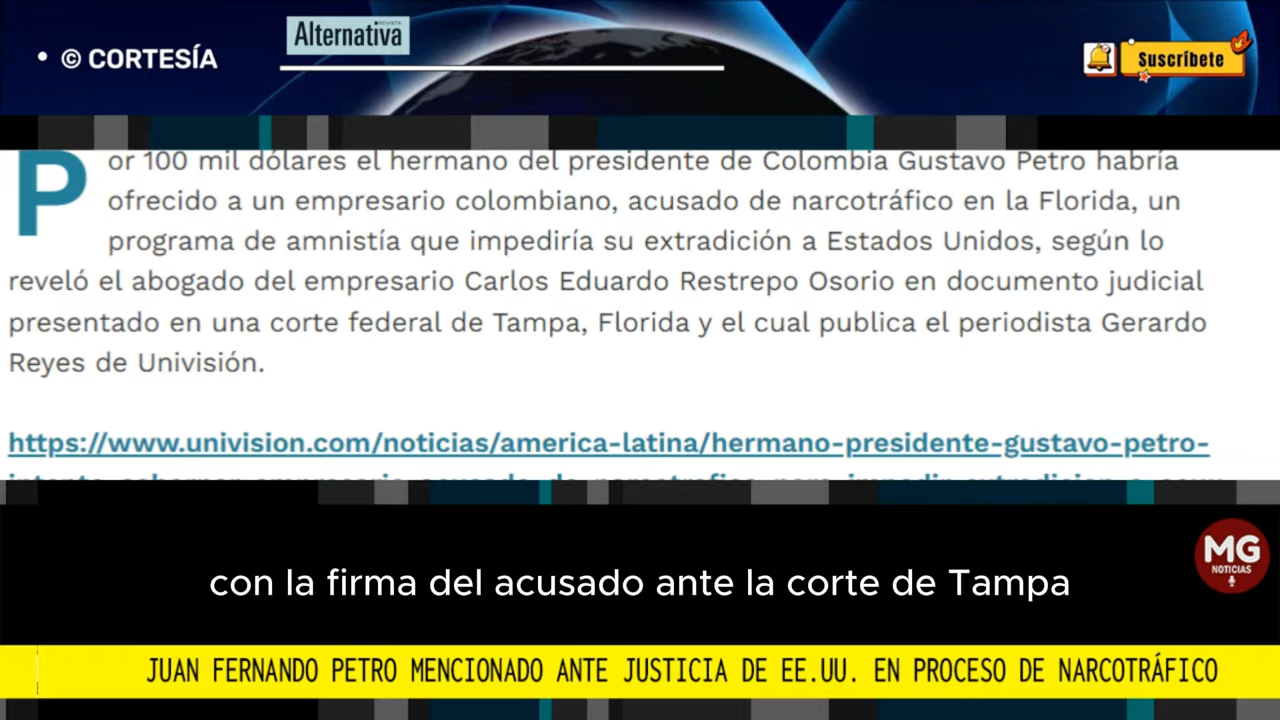 • © CORTESÍA
REVISTA
Alternativa
Suscríbete
Por 100 mil dólares el hermano del presidente de Colombia Gustavo Petro habría
ofrecido a un empresario colombiano, acusado de narcotráfico en la Florida, un
programa de amnistía que impediría su extradición a Estados Unidos, según lo
reveló el abogado del empresario Carlos Eduardo Restrepo Osorio en documento judicial
presentado en una corte federal de Tampa, Florida y el cual publica el periodista Gerardo
Reyes de Univisión.
https://www.univision.com/noticias/america-latina/hermano-presidente-gustavo-petro-
con la firma del acusado ante la corte de Tampa
MG
NOTICIAS
JUAN FERNANDO PETRO MENCIONADO ANTE JUSTICIA DE EE.UU. EN PROCESO DE NARCOTRÁFICO